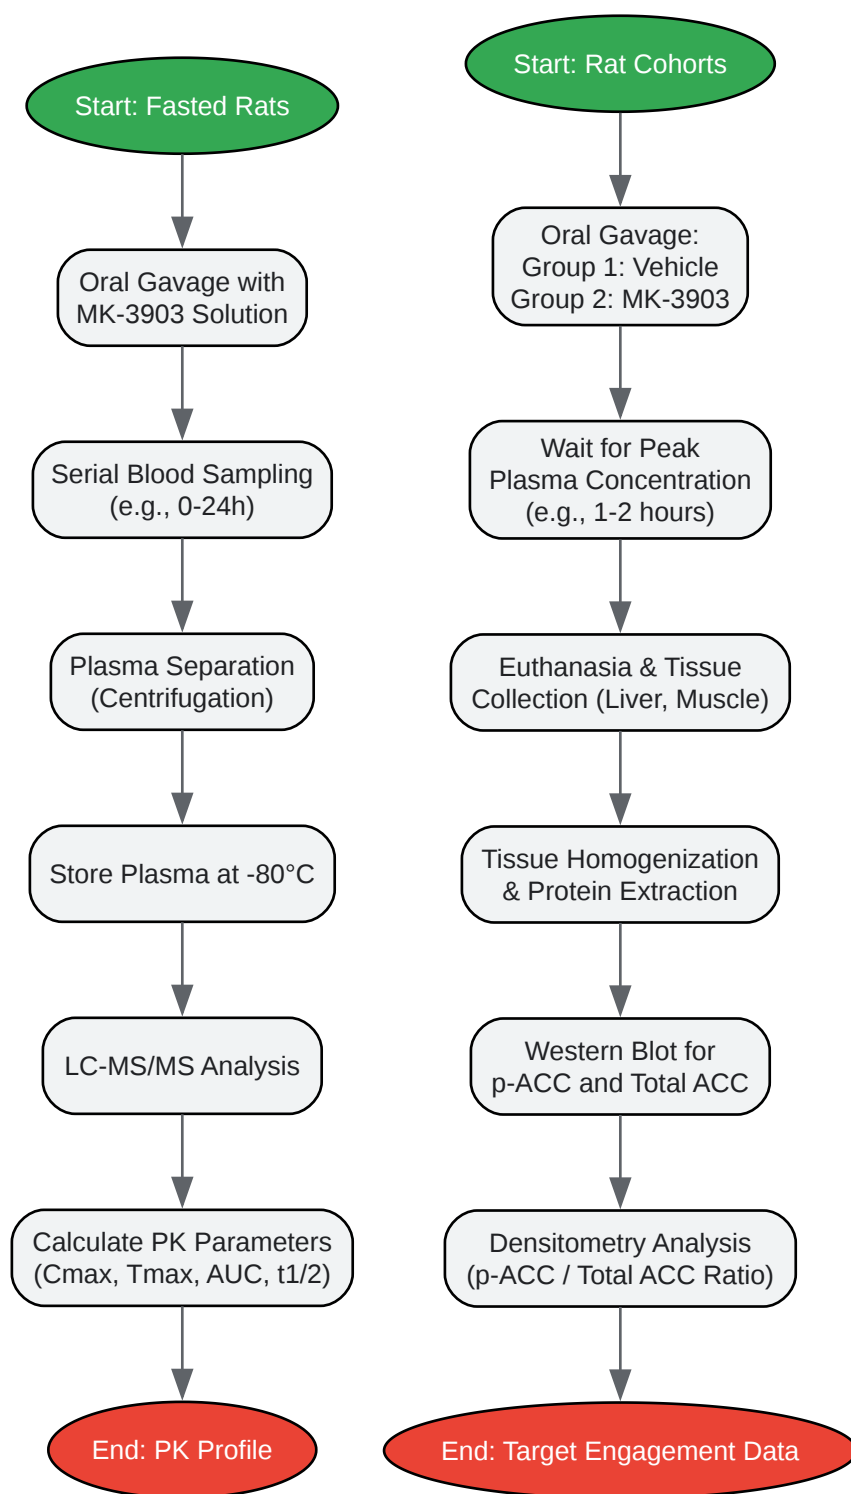 Start: Fasted Rats
Oral Gavage with
MK-3903 Solution
Serial Blood Sampling
(e.g., 0-24h)
Plasma Separation
(Centrifugation)
Store Plasma at -80°C
LC-MS/MS Analysis
Calculate PK Parameters
(Cmax, Tmax, AUC, t1/2)
End: PK Profile
Start: Rat Cohorts
Oral Gavage:
Group 1: Vehicle
Group 2: MK-3903
Wait for Peak
Plasma Concentration
(e.g., 1-2 hours)
Euthanasia & Tissue
Collection (Liver, Muscle)
Tissue Homogenization
& Protein Extraction
Western Blot for
p-ACC and Total ACC
Densitometry Analysis
(p-ACC / Total ACC Ratio)
End: Target Engagement Data